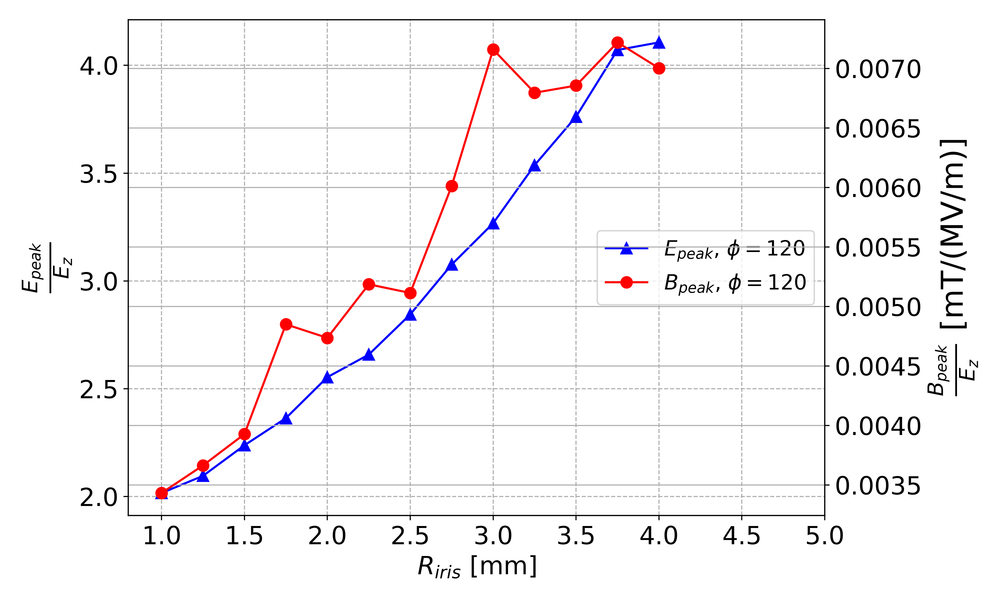 4.0
3.5
3.0
2.5
2.0
E_peak
E_z
1.0 1.5 2.0 2.5 3.0 3.5 4.0 4.5 5.0
R_iris [mm]
E_peak, ϕ = 120
B_peak, ϕ = 120
0.0070
0.0065
0.0060
0.0055
0.0050
0.0045
0.0040
0.0035
B_peak
E_z
[mT/(MV/m)]